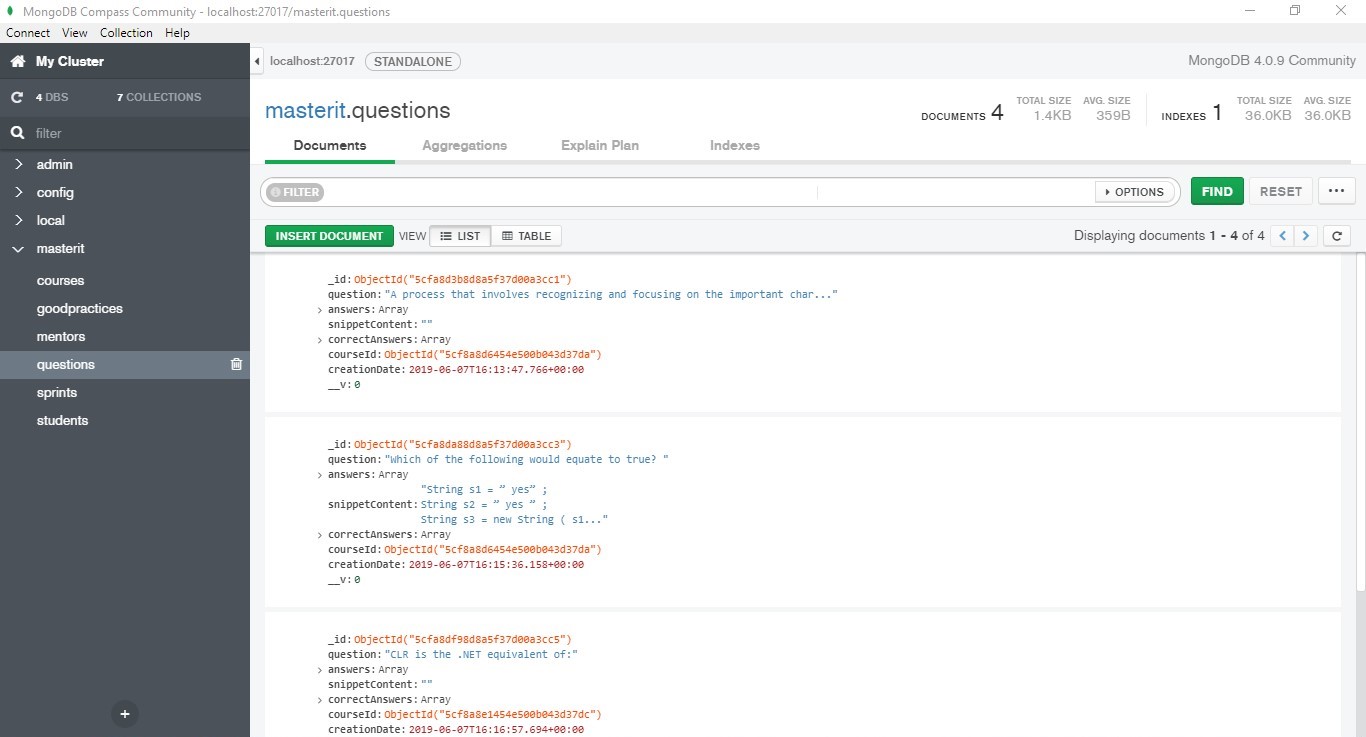 MongoDB Compass Community - localhost:27017/masterit.questions
Connect View Collection Help
My Cluster
localhost:27017 STANDALONE
MongoDB 4.0.9 Community
4 DBS 7 COLLECTIONS
filter
admin
config
local
masterit
courses
goodpractices
mentors
questions
sprints
students
masterit.questions
DOCUMENTS 4
TOTAL SIZE
1.4KB
AVG. SIZE
359B
INDEXES 1
TOTAL SIZE
36.0KB
AVG. SIZE
36.0KB
Documents Aggregations Explain Plan Indexes
FILTER
OPTIONS
FIND RESET ...
INSERT DOCUMENT VIEW LIST TABLE
Displaying documents 1 - 4 of 4
_id: ObjectId("5cfa8d3b8d8a5f37d00a3cc1")
question: "A process that involves recognizing and focusing on the important char..."
answers: Array
snippetContent: ""
correctAnswers: Array
courseId: ObjectId("5cf8a8d6454e500b043d37da")
creationDate: 2019-06-07T16:13:47.766+00:00
__v: 0
_id: ObjectId("5cfa8da88d8a5f37d00a3cc3")
question: "Which of the following would equate to true? "
answers: Array
"String s1 = ” yes” ;
snippetContent: String s2 = ” yes ” ;
String s3 = new String ( s1..."
correctAnswers: Array
courseId: ObjectId("5cf8a8d6454e500b043d37da")
creationDate: 2019-06-07T16:15:36.158+00:00
__v: 0
_id: ObjectId("5cfa8df98d8a5f37d00a3cc5")
question: "CLR is the .NET equivalent of:"
answers: Array
snippetContent: ""
correctAnswers: Array
courseId: ObjectId("5cf8a8e1454e500b043d37dc")
creationDate: 2019-06-07T16:16:57.694+00:00